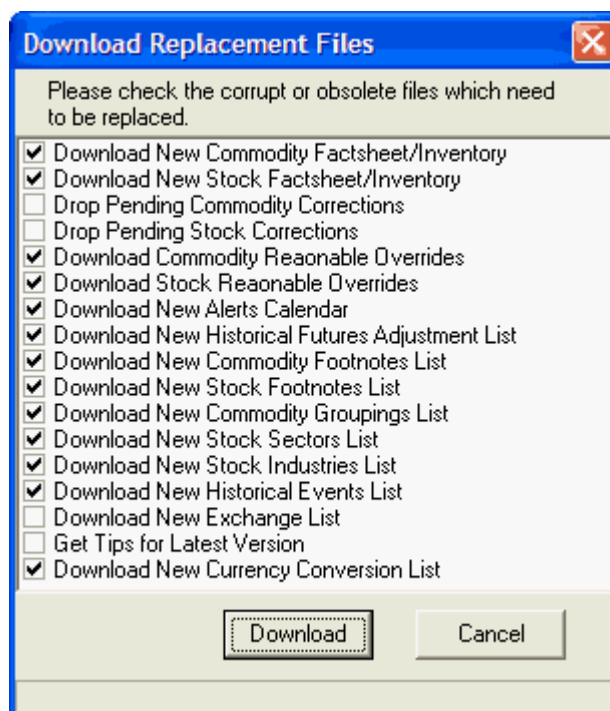 Download Replacement Files
Please check the corrupt or obsolete files which need
to be replaced.
Download New Commodity Factsheet/Inventory
Download New Stock Factsheet/Inventory
Drop Pending Commodity Corrections
Drop Pending Stock Corrections
Download Commodity Reaonable Overrides
Download Stock Reaonable Overrides
Download New Alerts Calendar
Download New Historical Futures Adjustment List
Download New Commodity Footnotes List
Download New Stock Footnotes List
Download New Commodity Groupings List
Download New Stock Sectors List
Download New Stock Industries List
Download New Historical Events List
Download New Exchange List
Get Tips for Latest Version
Download New Currency Conversion List
Download Cancel